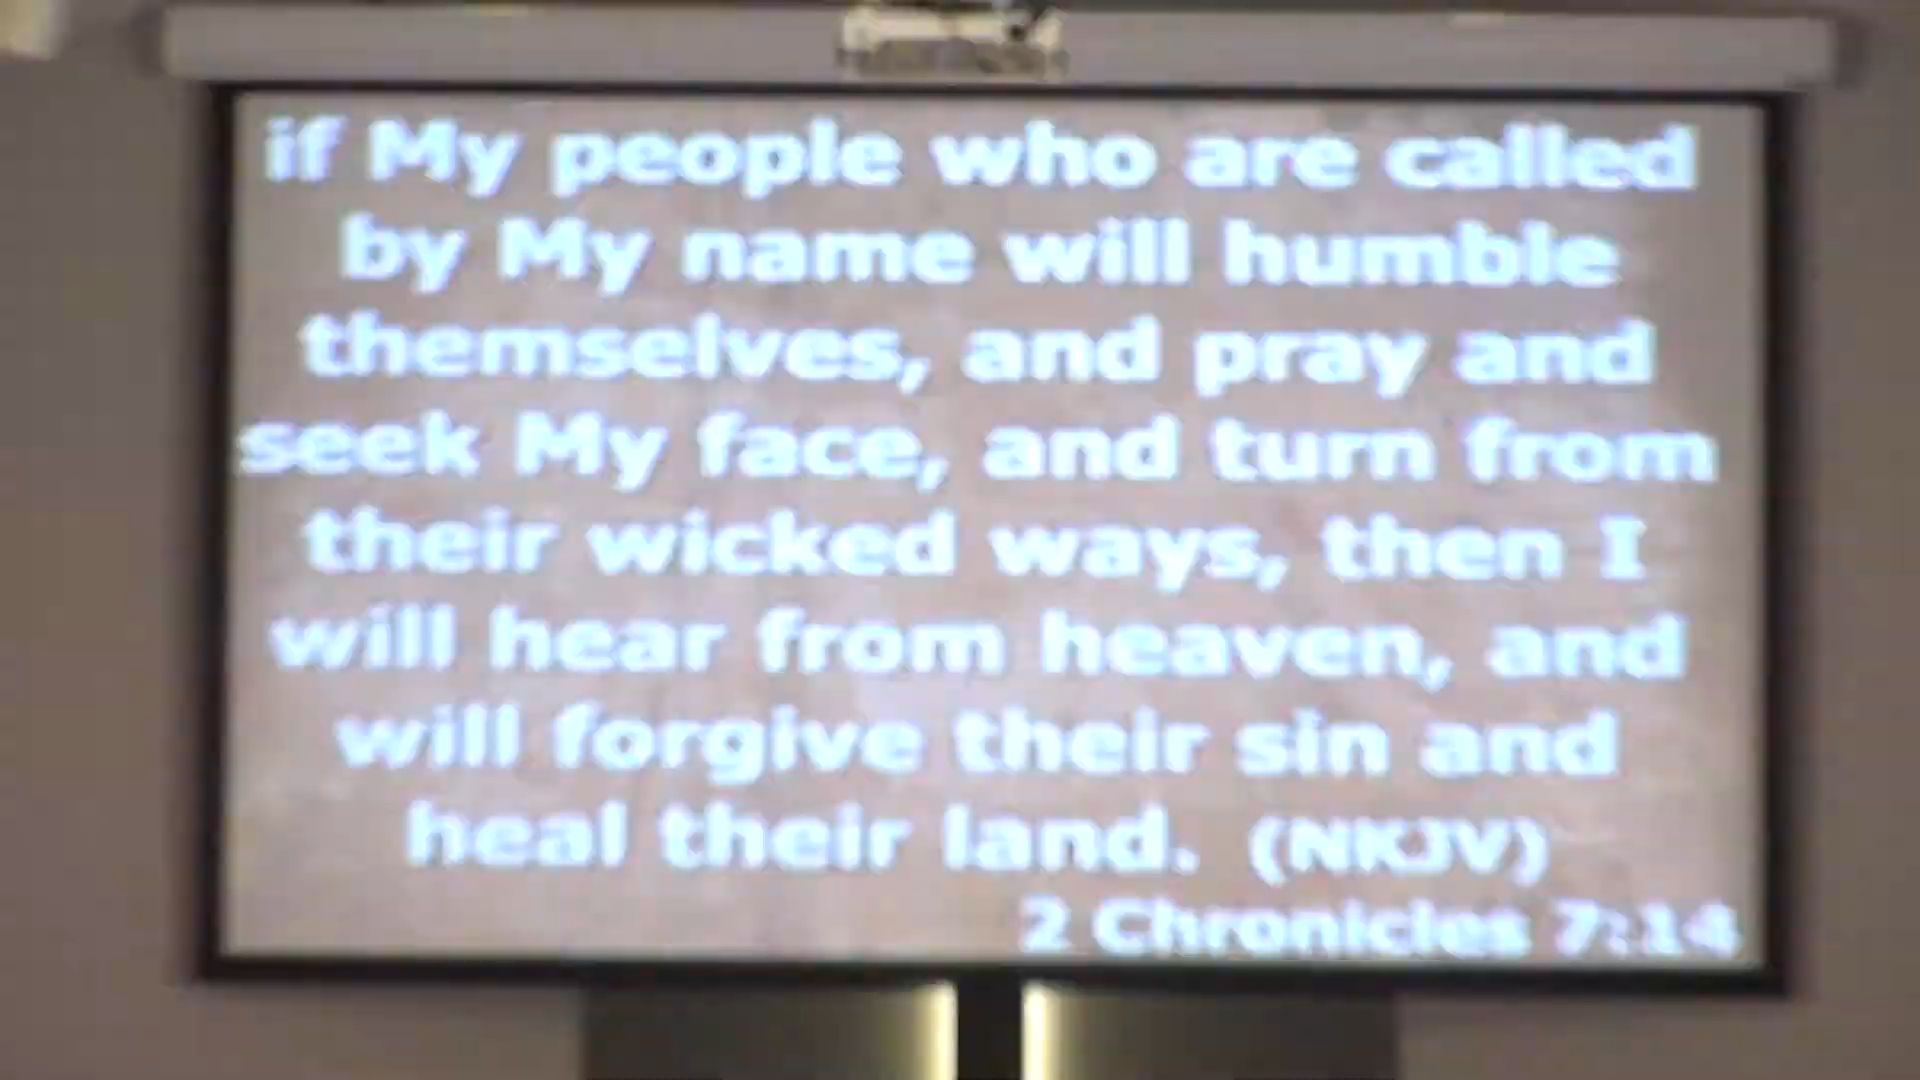 if My people who are called
by My name will humble
themselves, and pray and
seek My face, and turn from
their wicked ways, then I
will hear from heaven, and
will forgive their sin and
heal their land. (NKJV)
2 Chronicles 7:14